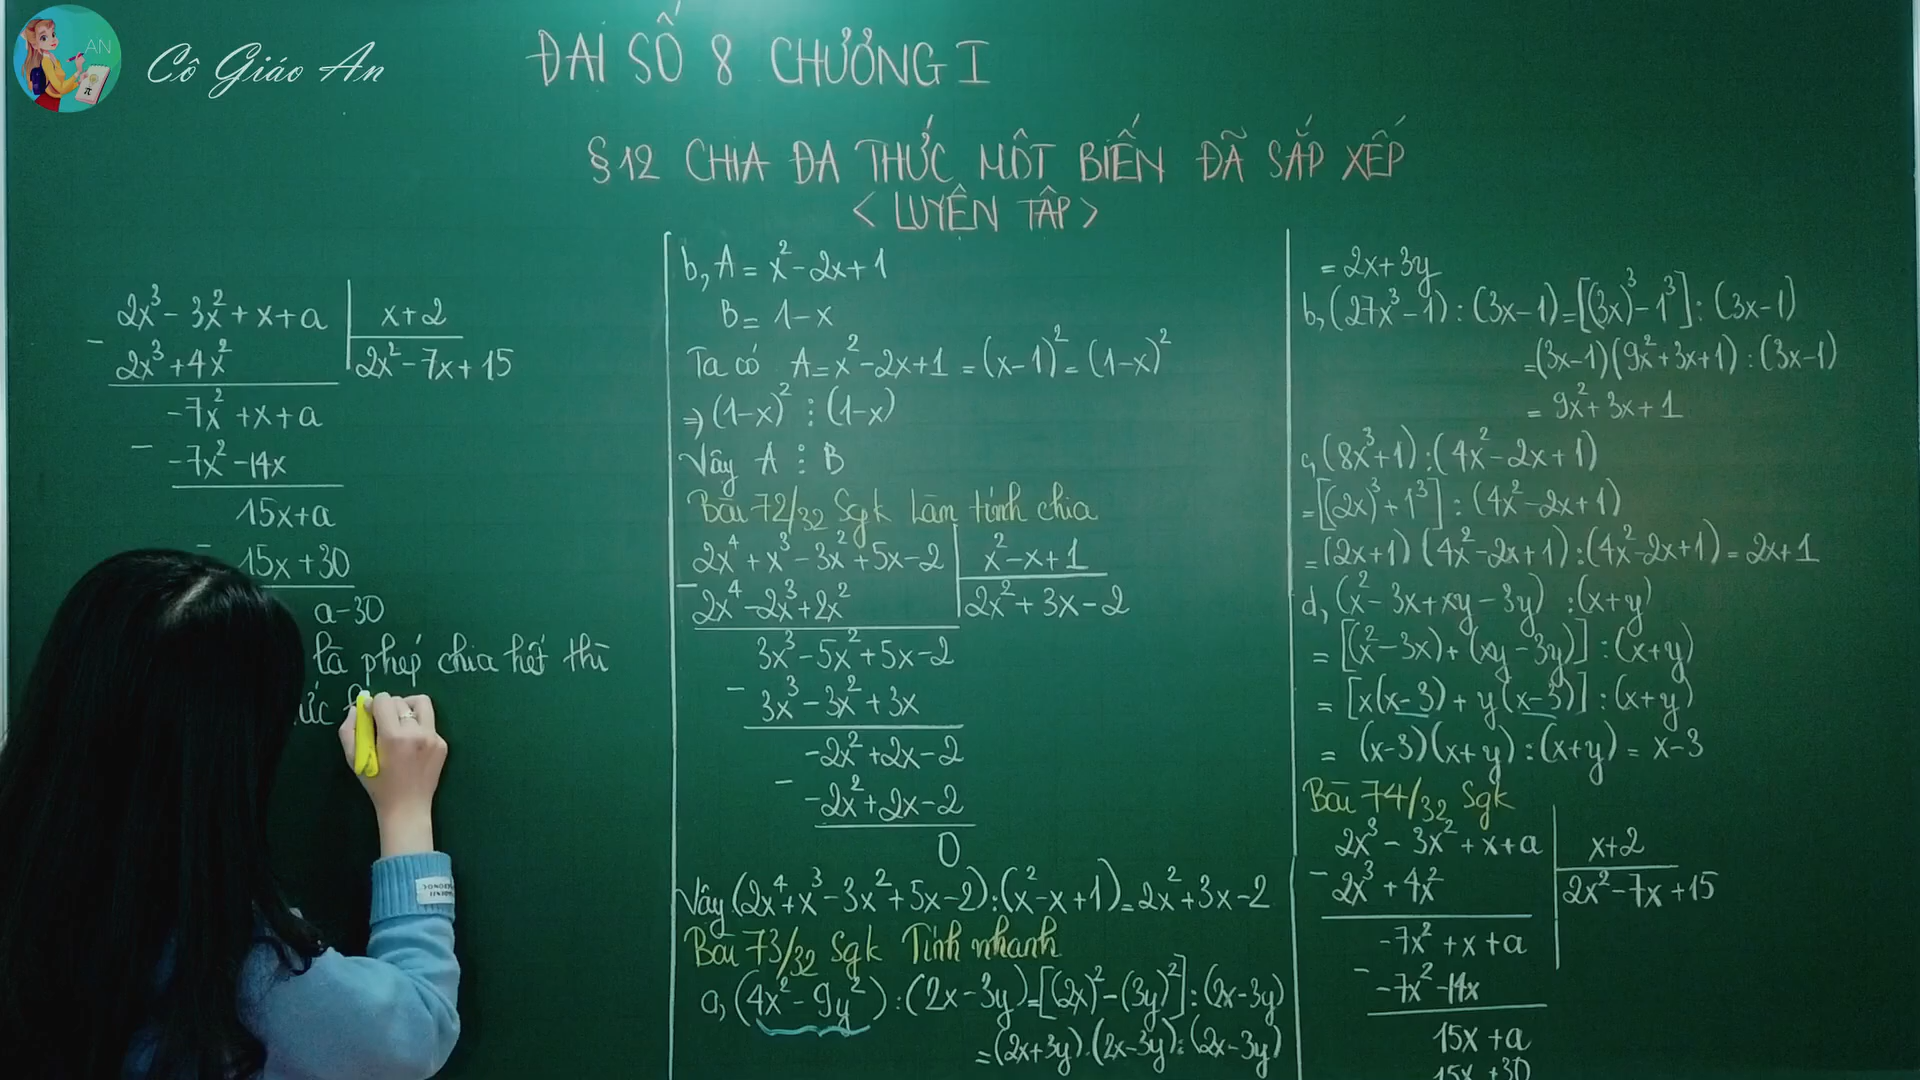 AN
π
Cô Giáo An
ĐẠI SỐ 8 CHƯƠNG I
§12 CHIA ĐA THỨC MỘT BIẾN ĐÃ SẮP XẾP
< LUYỆN TẬP >
2x³ - 3x² + x + a | x + 2
- 2x³ + 4x² | 2x² - 7x + 15
-7x² + x + a
- -7x² - 14x
15x + a
- 15x + 30
a - 30
là phép chia hết thì
ức
b, A = x² - 2x + 1
B = 1 - x
Ta có A = x² - 2x + 1 = (x - 1)² = (1 - x)²
⇒ (1 - x)² ⋮ (1 - x)
Vậy A ⋮ B
Bài 72/32 Sgk Làm tính chia
2x⁴ + x³ - 3x² + 5x - 2 | x² - x + 1
- 2x⁴ - 2x³ + 2x² | 2x² + 3x - 2
3x³ - 5x² + 5x - 2
- 3x³ - 3x² + 3x
-2x² + 2x - 2
- -2x² + 2x - 2
0
Vậy (2x⁴ + x³ - 3x² + 5x - 2) : (x² - x + 1) = 2x² + 3x - 2
Bài 73/32 Sgk Tính nhanh
a, (4x² - 9y²) : (2x - 3y) = [(2x)² - (3y)²] : (2x - 3y)
= (2x + 3y).(2x - 3y) : (2x - 3y)
= 2x + 3y
b, (27x³ - 1) : (3x - 1) = [(3x)³ - 1³] : (3x - 1)
= (3x - 1)(9x² + 3x + 1) : (3x - 1)
= 9x² + 3x + 1
c, (8x³ + 1) : (4x² - 2x + 1)
= [(2x)³ + 1³] : (4x² - 2x + 1)
= (2x + 1)(4x² - 2x + 1) : (4x² - 2x + 1) = 2x + 1
d, (x² - 3x + xy - 3y) : (x + y)
= [(x² - 3x) + (xy - 3y)] : (x + y)
= [x(x - 3) + y(x - 3)] : (x + y)
= (x - 3)(x + y) : (x + y) = x - 3
Bài 74/32 Sgk
2x³ - 3x² + x + a | x + 2
- 2x³ + 4x² | 2x² - 7x + 15
-7x² + x + a
- -7x² - 14x
15x + a
15x + 30